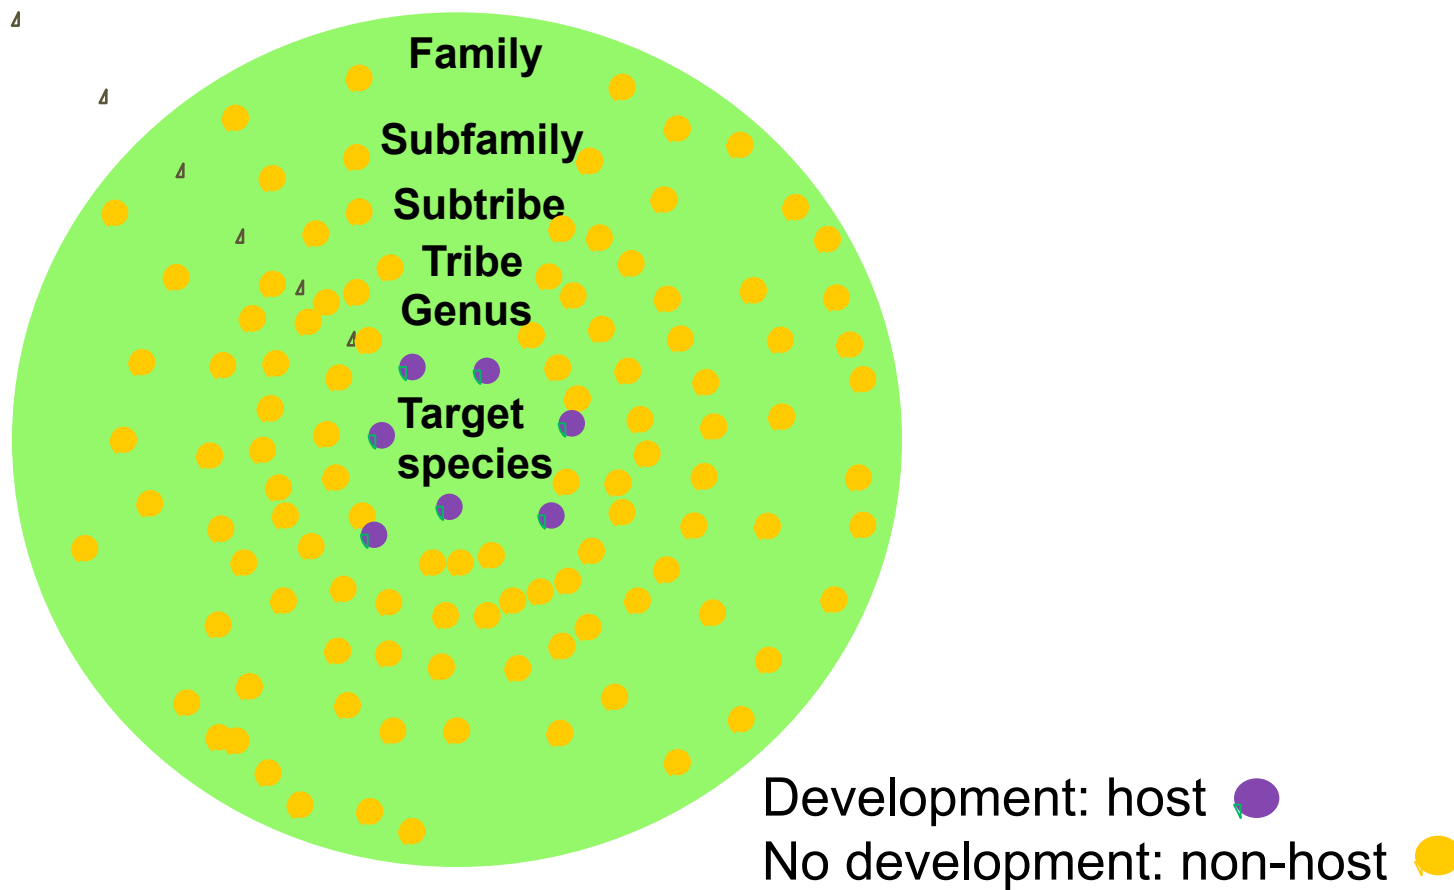 Family
Subfamily
Subtribe
Tribe
Genus
Target
species
Development: host
No development: non-host